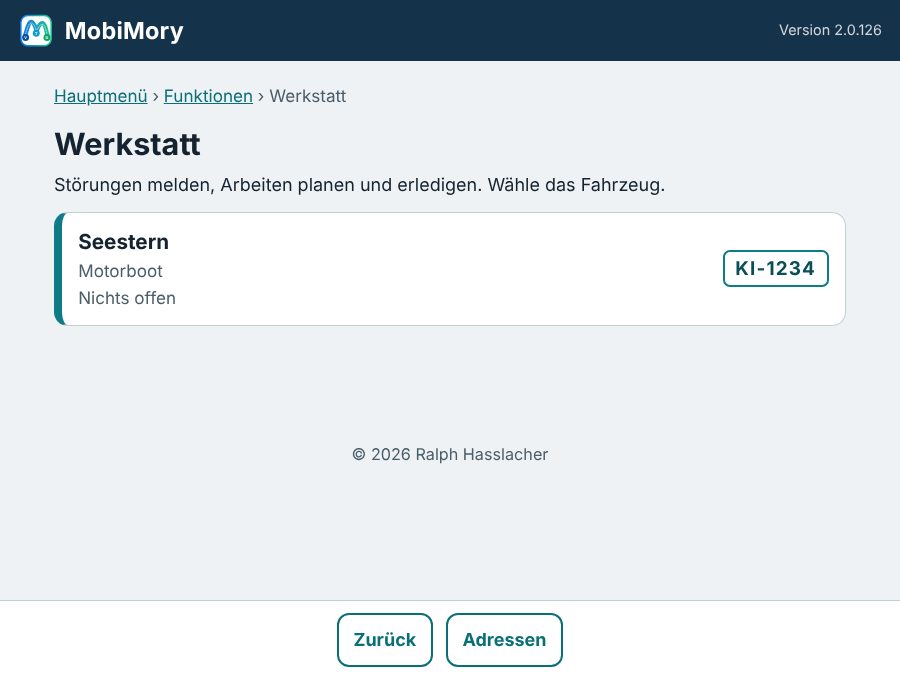 MobiMory
Version 2.0.126
Hauptmenü › Funktionen › Werkstatt
Werkstatt
Störungen melden, Arbeiten planen und erledigen. Wähle das Fahrzeug.
Seestern
Motorboot
Nichts offen
KI-1234
© 2026 Ralph Hasslacher
Zurück
Adressen